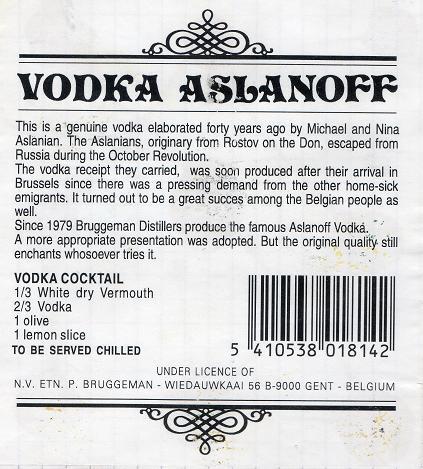 VODKA ASLANOFF
This is a genuine vodka elaborated forty years ago by Michael and Nina
Aslanian. The Aslanians, originary from Rostov on the Don, escaped from
Russia during the October Revolution.
The vodka receipt they carried, was soon produced after their arrival in
Brussels since there was a pressing demand from the other home-sick
emigrants. It turned out to be a great succes among the Belgian people as
well.
Since 1979 Bruggeman Distillers produce the famous Aslanoff Vodka.
A more appropriate presentation was adopted. But the original quality still
enchants whosoever tries it.
VODKA COCKTAIL
1/3 White dry Vermouth
2/3 Vodka
1 olive
1 lemon slice
TO BE SERVED CHILLED
5 410538 018142
UNDER LICENCE OF
N.V. ETN. P. BRUGGEMAN - WIEDAUWKAAI 56 B-9000 GENT - BELGIUM